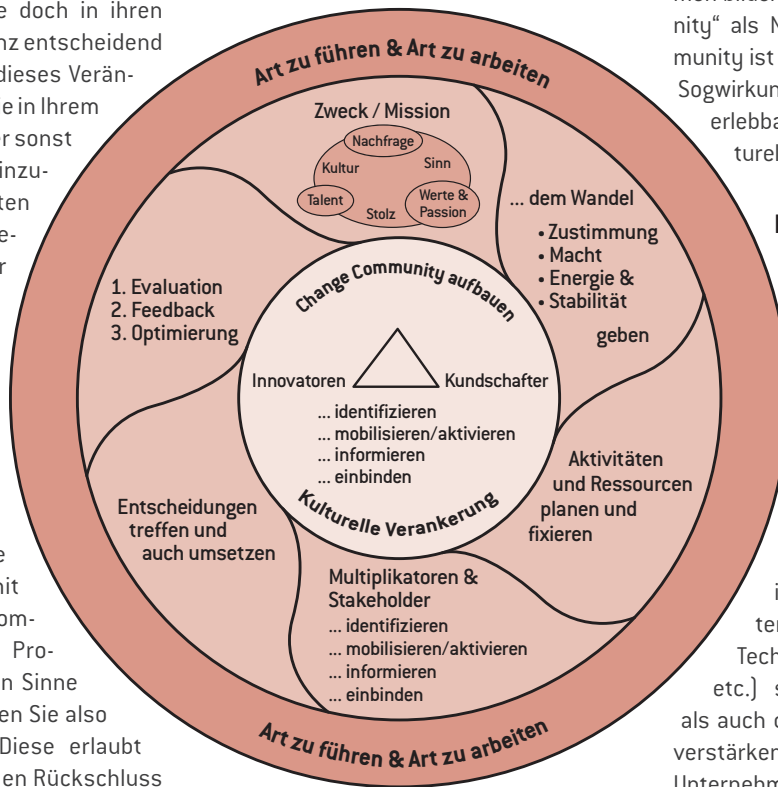 e doch in ihren
nz entscheidend
dieses Verän-
e in Ihrem
er sonst
inzu-
ten
e-
r
e
nit
om-
Pro-
n Sinne
en Sie also
Diese erlaubt
en Rückschluss
Art zu führen & Art zu arbeiten
Zweck / Mission
Nachfrage
Kultur
Sinn
Talent
Werte &
Passion
Stolz
... dem Wandel
• Zustimmung
• Macht
• Energie &
• Stabilität
geben
1. Evaluation
2. Feedback
3. Optimierung
Change Community aufbauen
Innovatoren
Kundschafter
... identifizieren
... mobilisieren/aktivieren
... informieren
... einbinden
Kulturelle Verankerung
Aktivitäten
und Ressourcen
planen und
fixieren
Entscheidungen
treffen und
auch umsetzen
Multiplikatoren &
Stakeholder
... identifizieren
... mobilisieren/aktivieren
... informieren
... einbinden
Art zu führen & Art zu arbeiten
nity“ als N
munity ist
Sogwirkun
erlebba
turel
i
ter
Tech
etc.) s
als auch d
verstärken